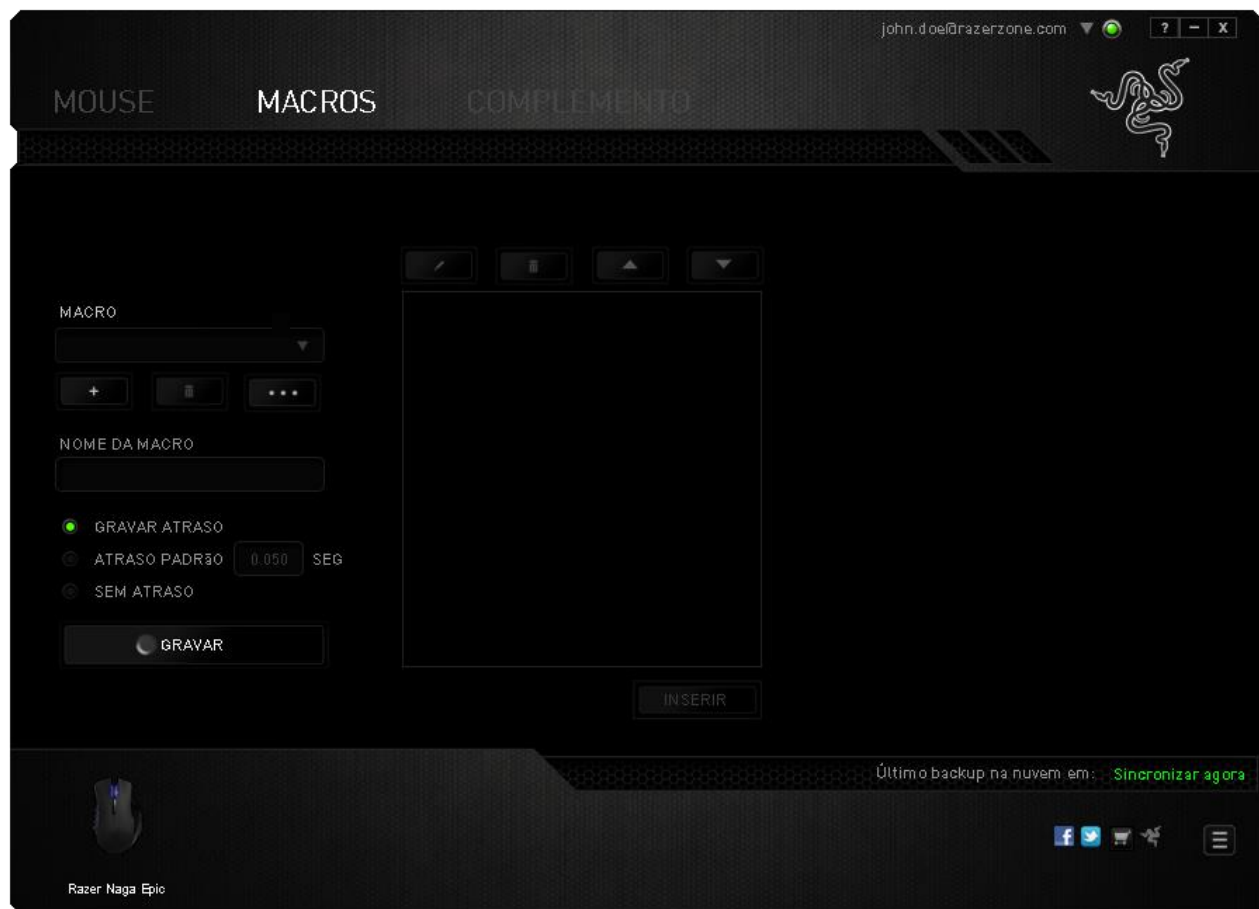 john.doe@razerzone.com
? – X
MOUSE MACROS COMPLEMENTO
MACRO
+ •••
NOME DA MACRO
GRAVAR ATRASO
ATRASO PADRãO 0.050 SEG
SEM ATRASO
GRAVAR
INSERIR
Último backup na nuvem em: Sincronizar agora
Razer Naga Epic